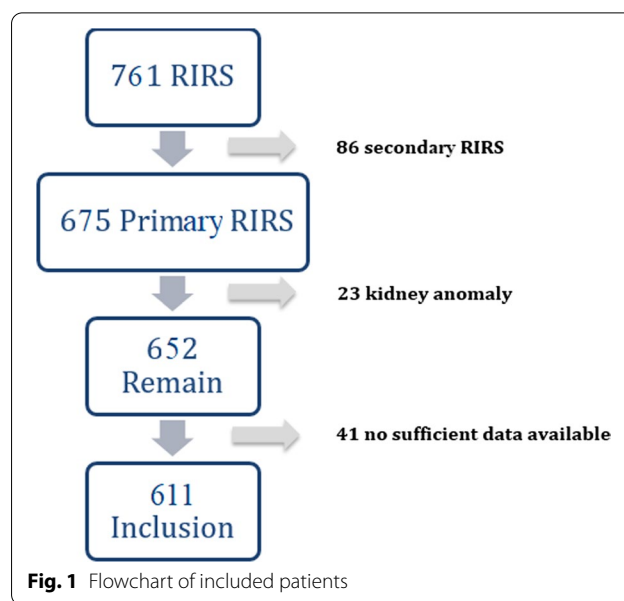 761 RIRS
86 secondary RIRS
675 Primary RIRS
23 kidney anomaly
652
Remain
41 no sufficient data available
611
Inclusion
Fig. 1 Flowchart of included patients